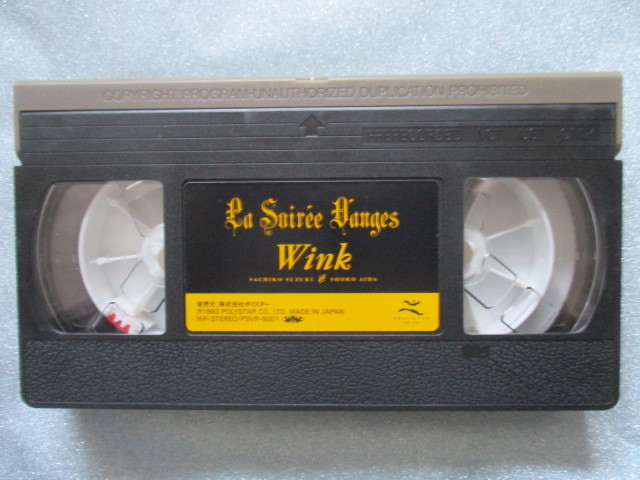 COPYRIGHT PROGRAM-UNAUTHORIZED DUPLICATION PROHIBITED
La Soirée D'anges
Wink
SACHIKO SUZUKI SHOKO AIDA
発売元:株式会社ポリスター
℗1993 POLYSTAR CO., LTD. MADE IN JAPAN
HiFi STEREO/PSVR-5001
POLYSTAR